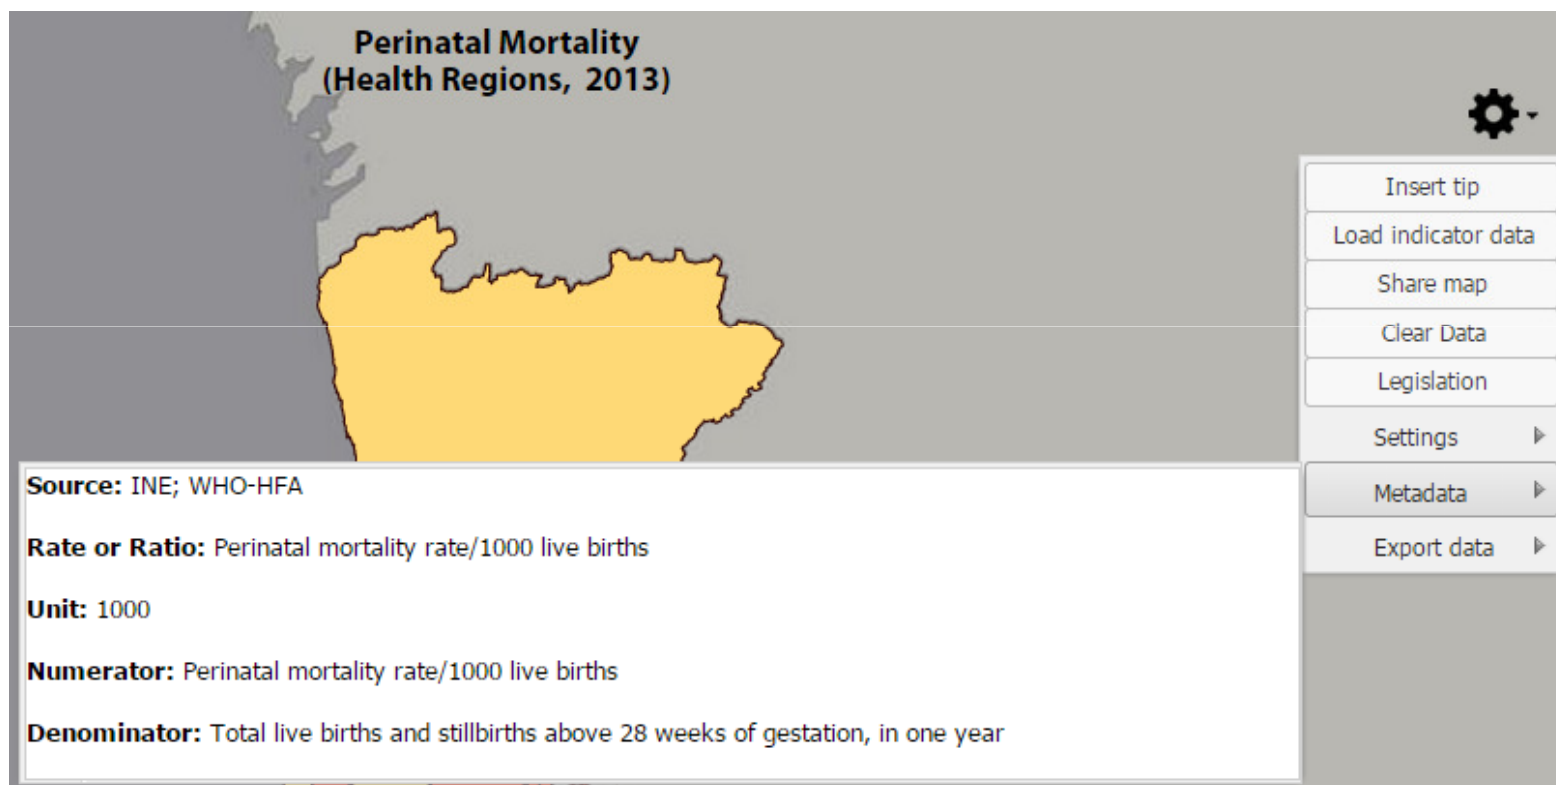 Perinatal Mortality
(Health Regions, 2013)
Insert tip
Load indicator data
Share map
Clear Data
Legislation
Settings
Metadata
Export data
Source: INE; WHO-HFA
Rate or Ratio: Perinatal mortality rate/1000 live births
Unit: 1000
Numerator: Perinatal mortality rate/1000 live births
Denominator: Total live births and stillbirths above 28 weeks of gestation, in one year